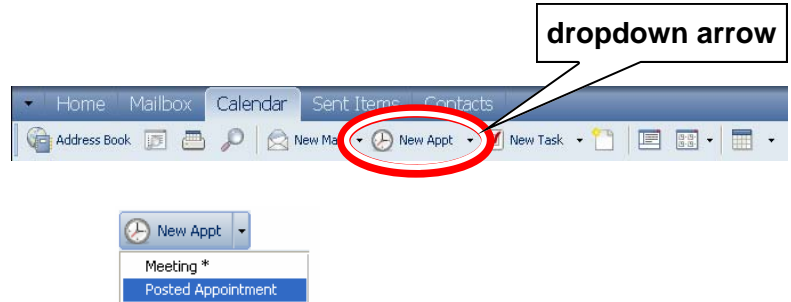 dropdown arrow
Home Mailbox Calendar Sent Items Contacts
Address Book New Ma New Appt New Task
New Appt
Meeting *
Posted Appointment